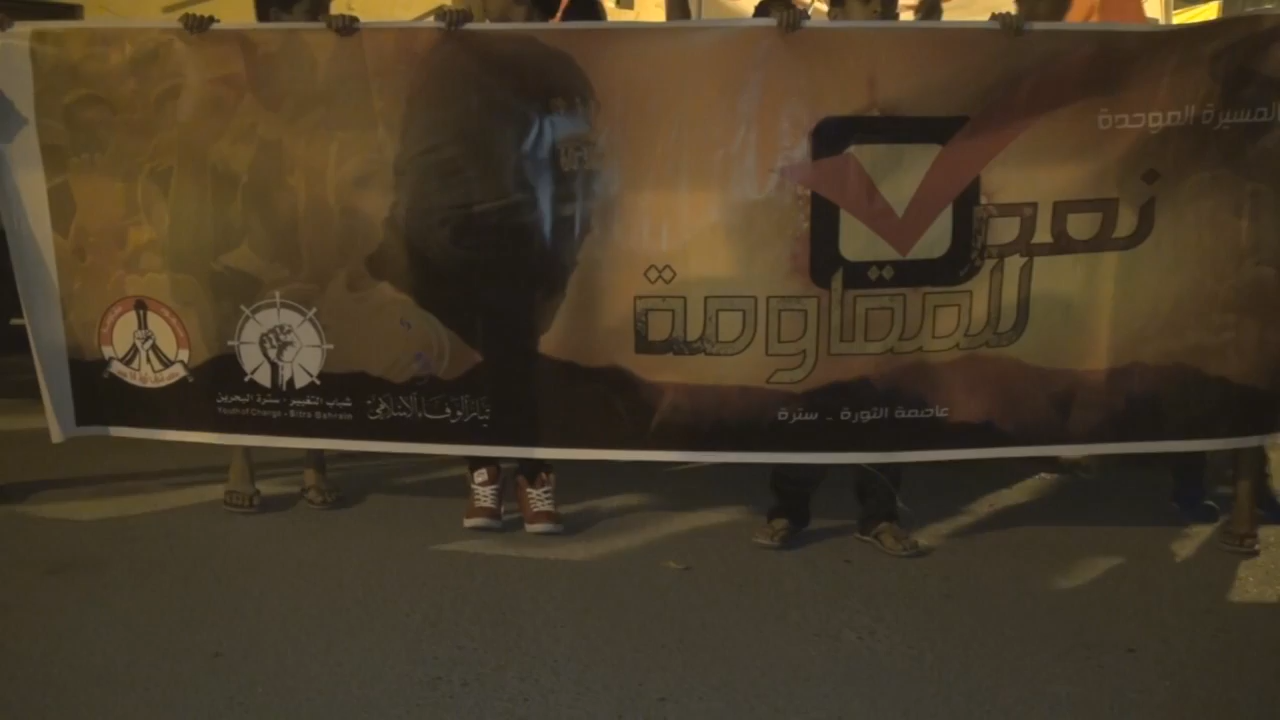 المسيرة الموحدة
نعم
للمقاومة
عاصمة الثورة - سترة
شباب التغيير - سترة البحرين
Youth of Change - Sitra Bahrain
تيار الوفاء الإسلامي